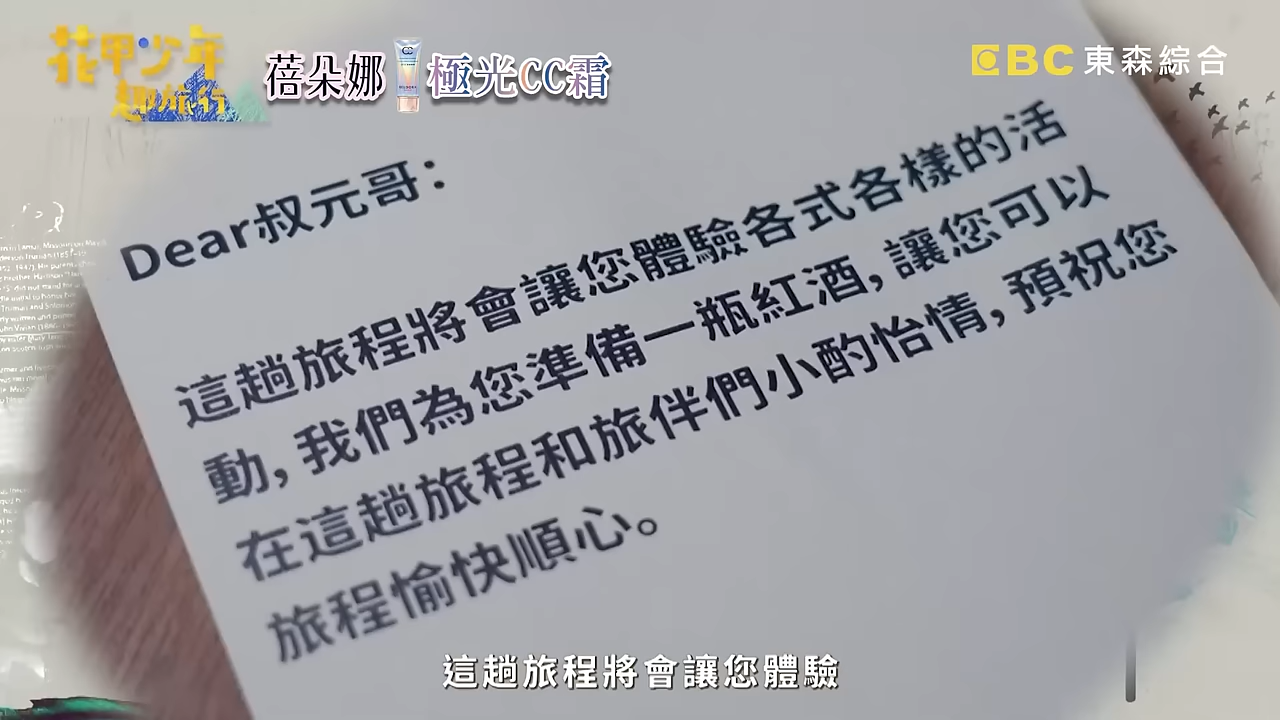 花甲少年
趣旅行
蓓朵娜 極光CC霜
EBC 東森綜合
Dear叔元哥：
這趟旅程將會讓您體驗各式各樣的活
動，我們為您準備一瓶紅酒，讓您可以
在這趟旅程和旅伴們小酌怡情，預祝您
旅程愉快順心。
這趟旅程將會讓您體驗